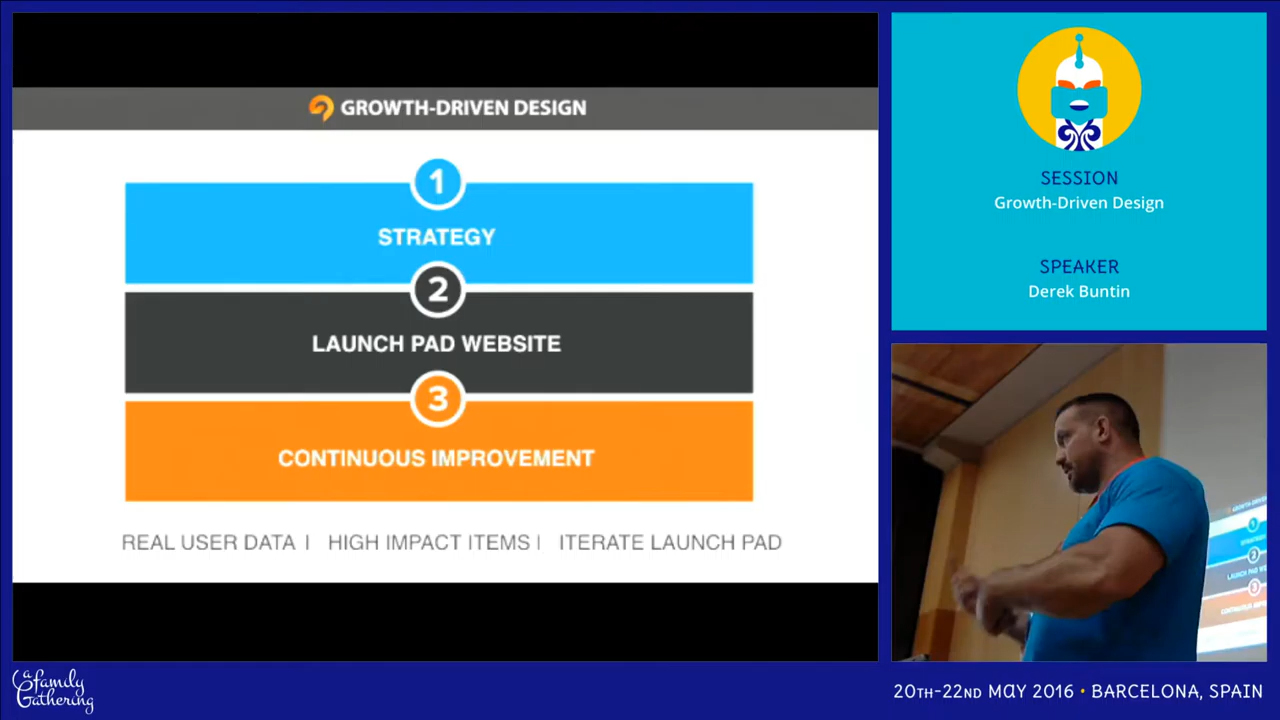 GROWTH-DRIVEN DESIGN
1
STRATEGY
2
LAUNCH PAD WEBSITE
3
CONTINUOUS IMPROVEMENT
REAL USER DATA | HIGH IMPACT ITEMS | ITERATE LAUNCH PAD
SESSION
Growth-Driven Design
SPEAKER
Derek Buntin
a family
Gathering
20TH-22ND MAY 2016 • BARCELONA, SPAIN